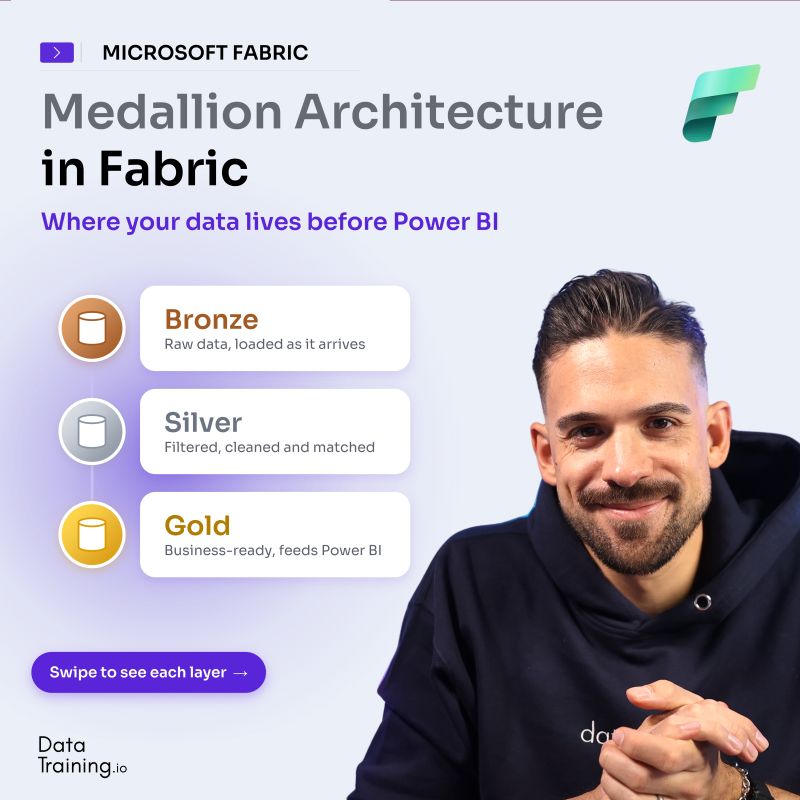 MICROSOFT FABRIC
Medallion Architecture
in Fabric
Where your data lives before Power BI
Bronze
Raw data, loaded as it arrives
Silver
Filtered, cleaned and matched
Gold
Business-ready, feeds Power BI
Swipe to see each layer →
Data
Training.io